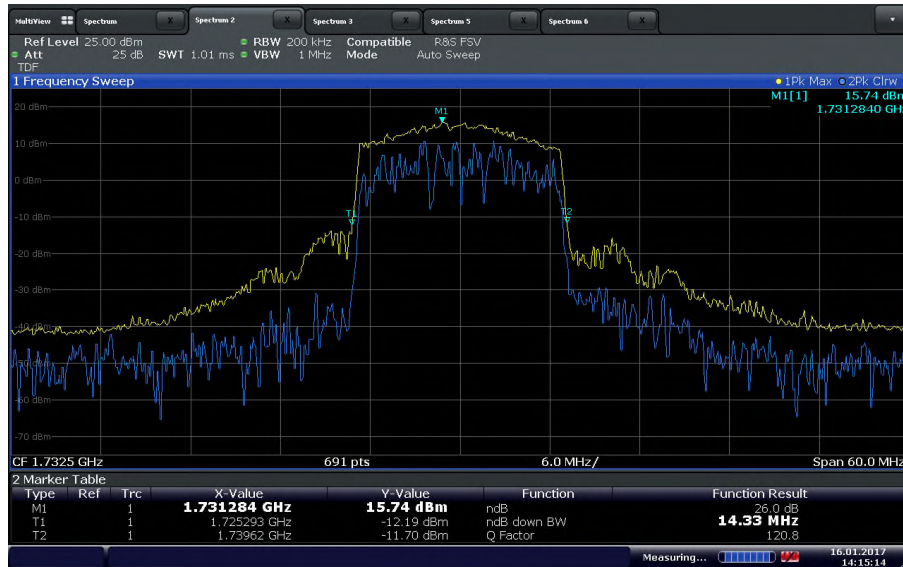 MultiView Spectrum X Spectrum 2 X Spectrum 3 X Spectrum 5 X Spectrum 6 X
Ref Level 25.00 dBm RBW 200 kHz Compatible R&S FSV
Att 25 dB SWT 1.01 ms VBW 1 MHz Mode Auto Sweep
TDF
1 Frequency Sweep 1Pk Max 2Pk Clrw
M1[1] 15.74 dBm
1.7312840 GHz
20 dBm
M1
10 dBm
0 dBm
-10 dBm
T1 T2
-20 dBm
-30 dBm
-40 dBm
-50 dBm
-60 dBm
-70 dBm
CF 1.7325 GHz 691 pts 6.0 MHz/ Span 60.0 MHz
2 Marker Table
Type Ref Trc X-Value Y-Value Function Function Result
M1 1 1.731284 GHz 15.74 dBm ndB 26.0 dB
T1 1 1.725293 GHz -12.19 dBm ndB down BW 14.33 MHz
T2 1 1.73962 GHz -11.70 dBm Q Factor 120.8
Measuring... 16.01.2017
14:15:14